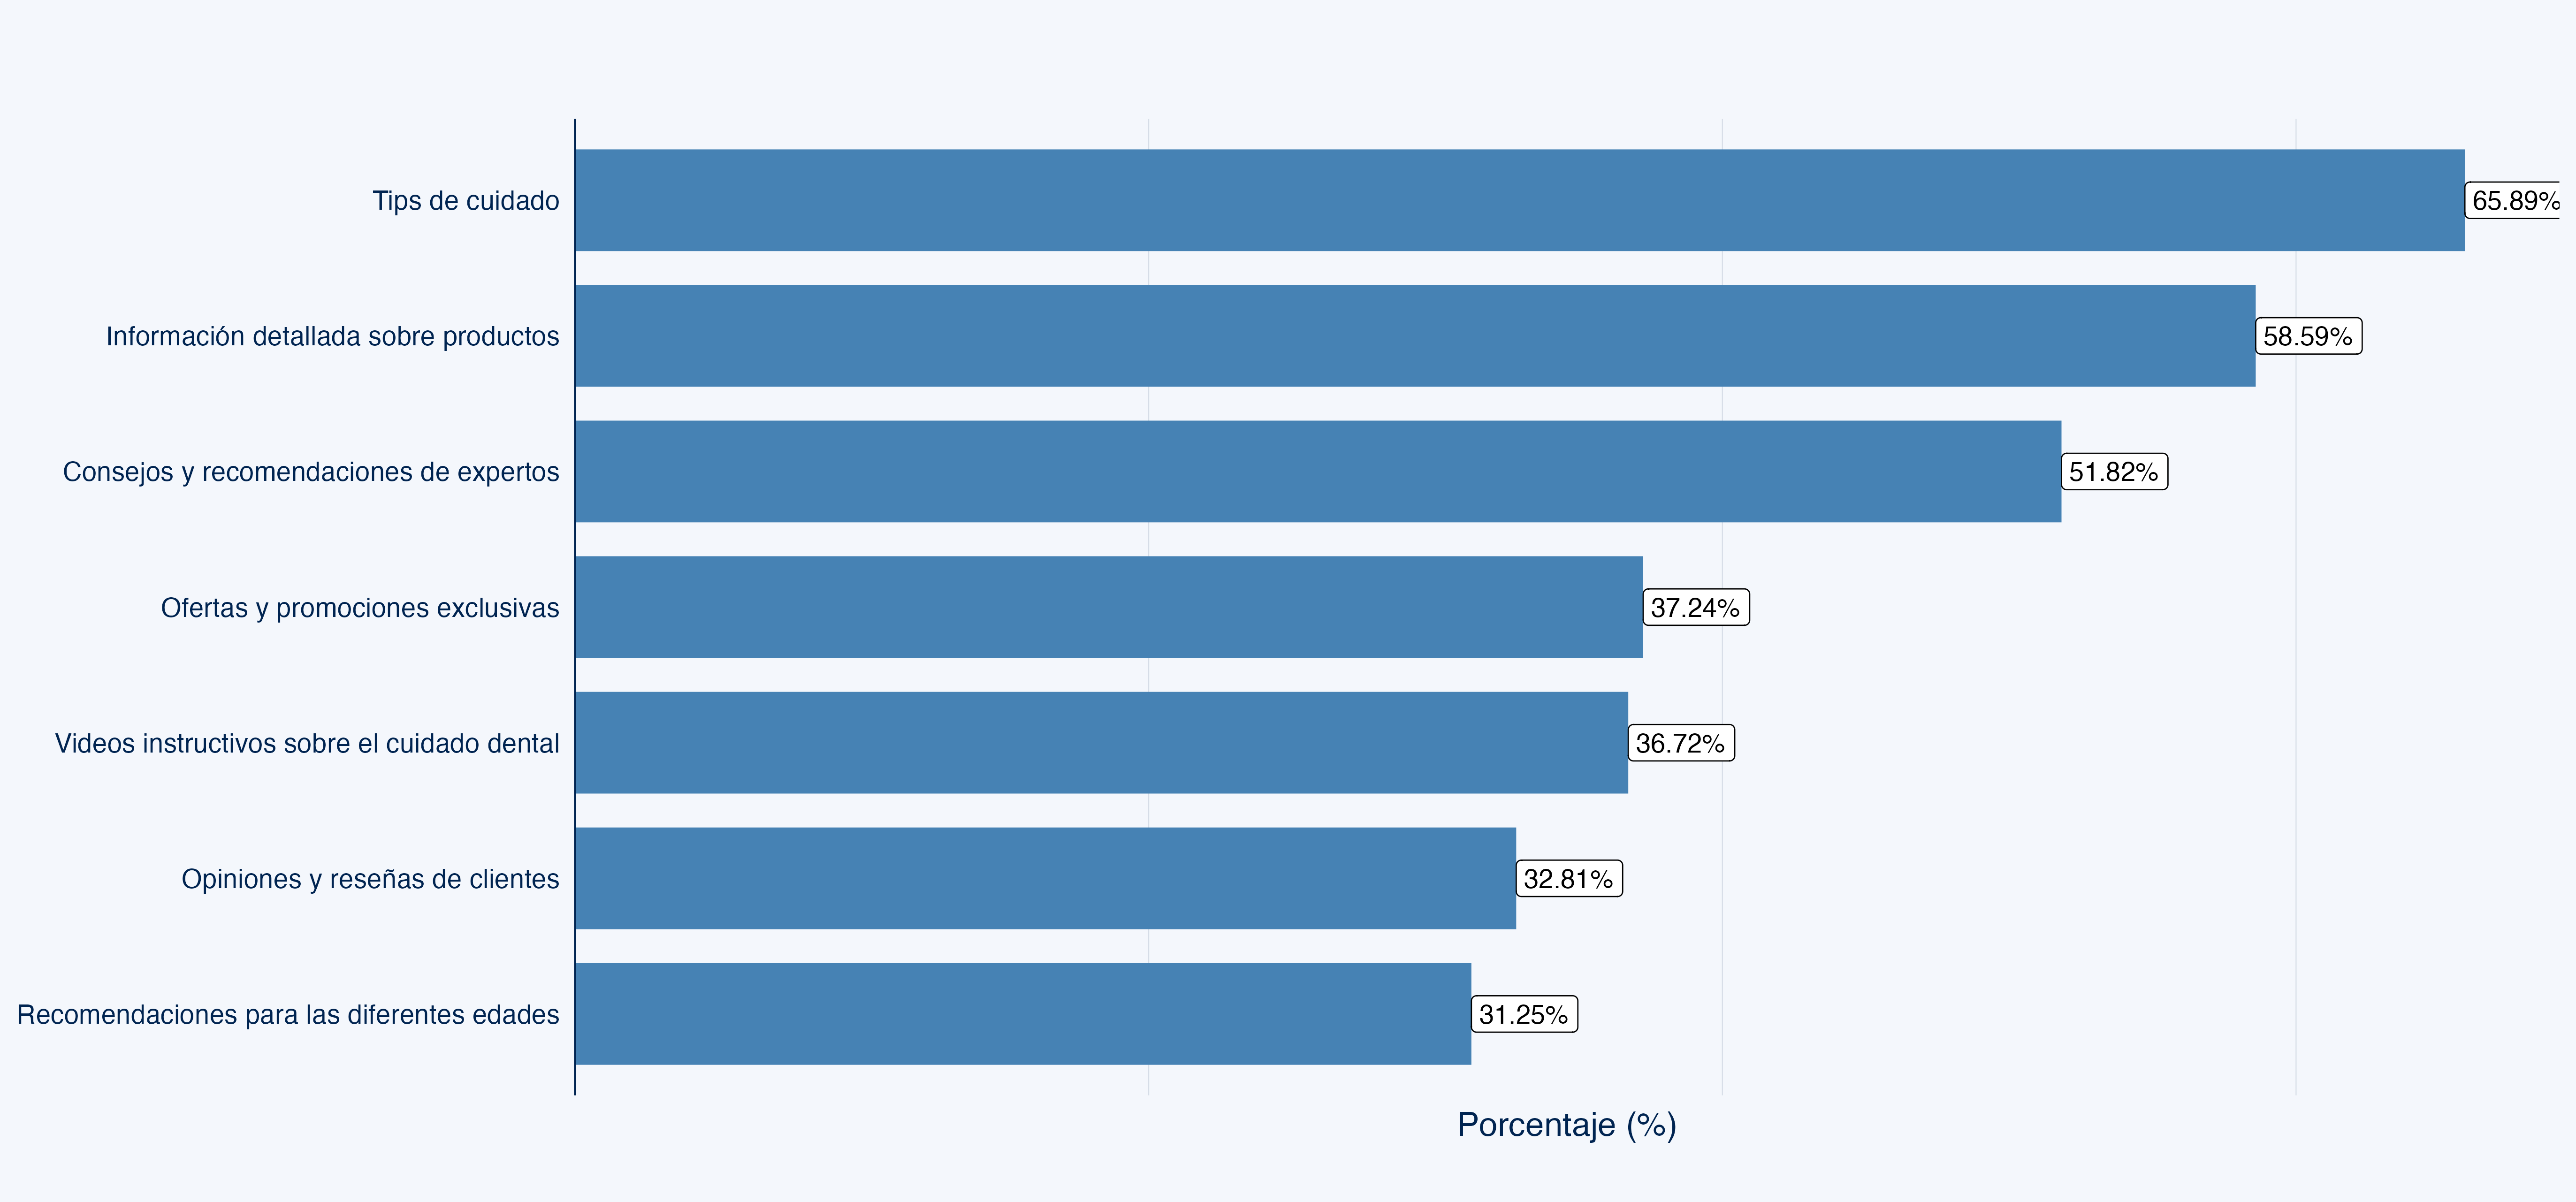 Tips de cuidado 65.89%
Información detallada sobre productos 58.59%
Consejos y recomendaciones de expertos 51.82%
Ofertas y promociones exclusivas 37.24%
Videos instructivos sobre el cuidado dental 36.72%
Opiniones y reseñas de clientes 32.81%
Recomendaciones para las diferentes edades 31.25%
Porcentaje (%)